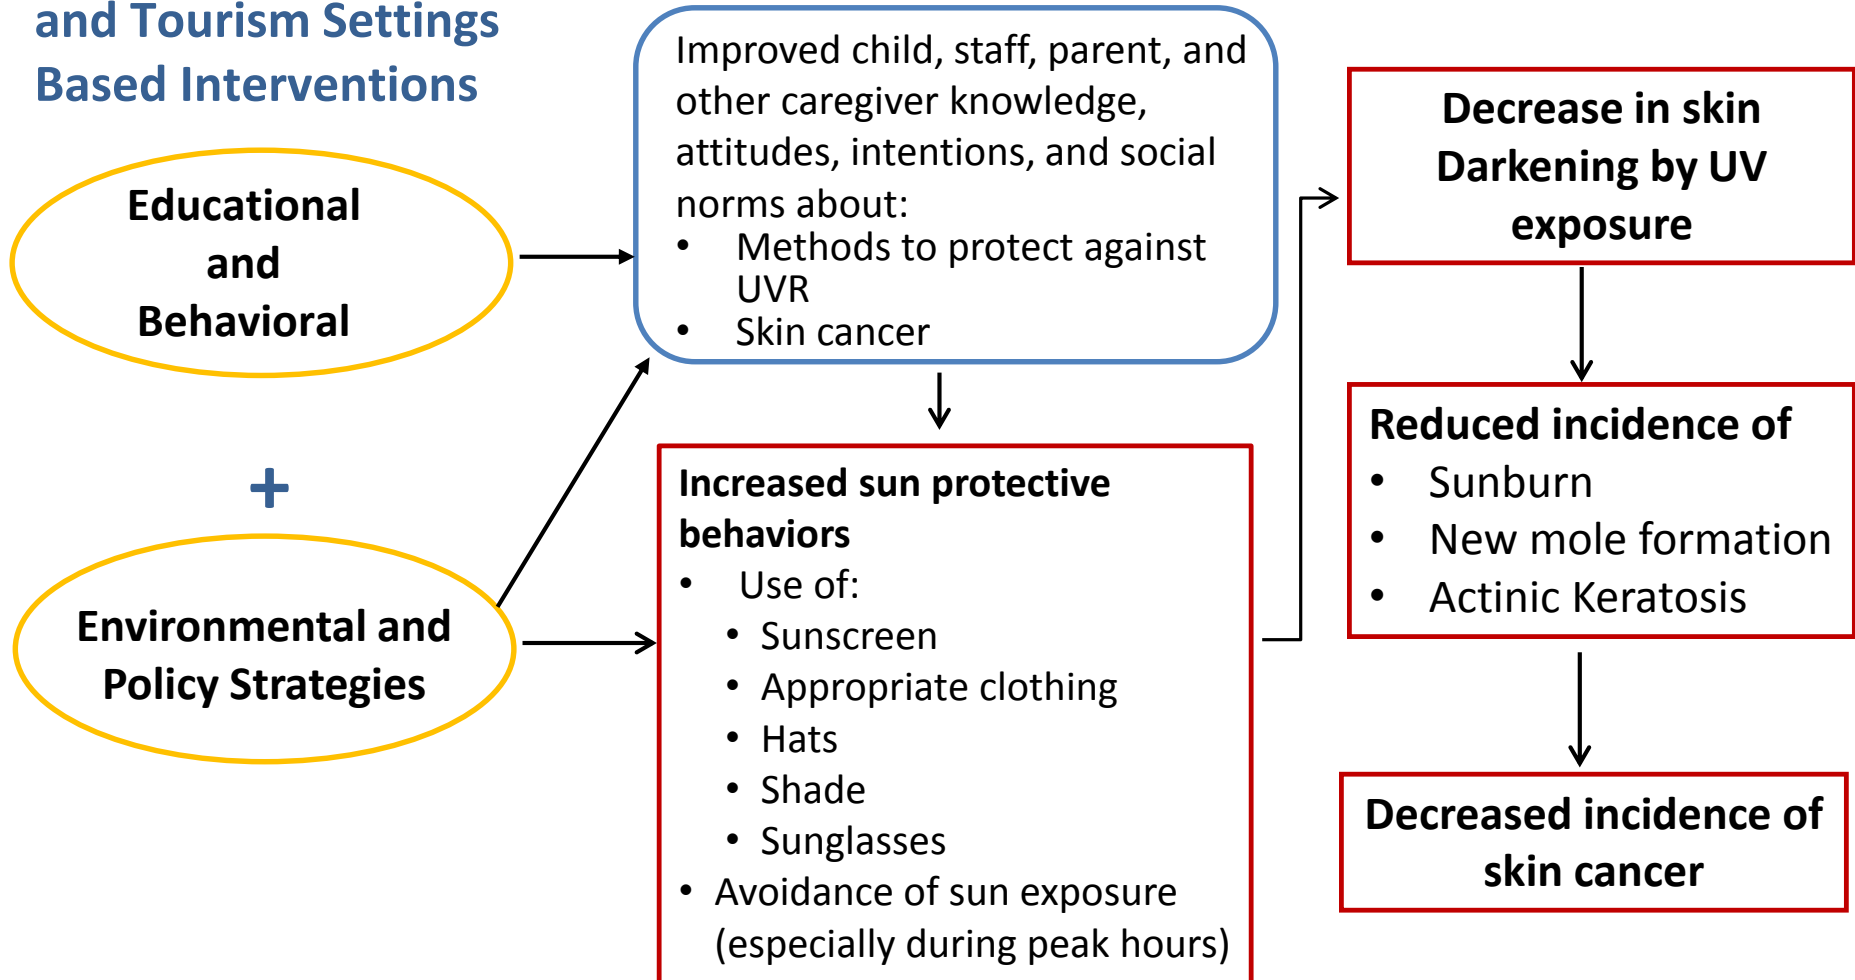 and Tourism Settings
Based Interventions
Educational
and
Behavioral
+
Environmental and
Policy Strategies
Improved child, staff, parent, and
other caregiver knowledge,
attitudes, intentions, and social
norms about:
• Methods to protect against
UVR
• Skin cancer
Increased sun protective
behaviors
• Use of:
• Sunscreen
• Appropriate clothing
• Hats
• Shade
• Sunglasses
• Avoidance of sun exposure
(especially during peak hours)
Decrease in skin
Darkening by UV
exposure
Reduced incidence of
• Sunburn
• New mole formation
• Actinic Keratosis
Decreased incidence of
skin cancer